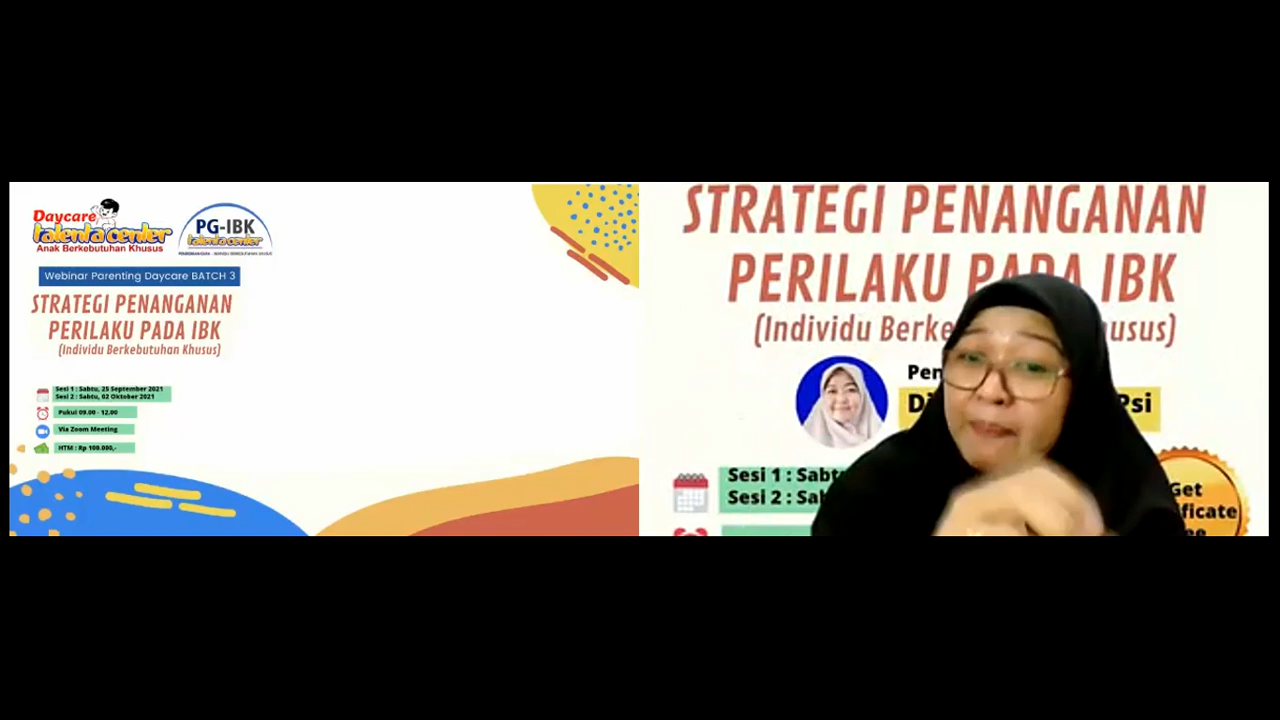 Daycare
talenta center
Anak Berkebutuhan Khusus
PG-IBK
talenta center
Webinar Parenting Daycare BATCH 3
STRATEGI PENANGANAN
PERILAKU PADA IBK
(Individu Berkebutuhan Khusus)
Sesi 1 : Sabtu, 25 September 2021
Sesi 2 : Sabtu, 02 Oktober 2021
Pukul 09.00 - 12.00
Via Zoom Meeting
HTM : Rp 100.000,-
STRATEGI PENANGANAN
PERILAKU PADA IBK
(Individu Berke usus)
Pe
Di Psi
Sesi 1 : Sabt
Sesi 2 : Sa
Get
ficate